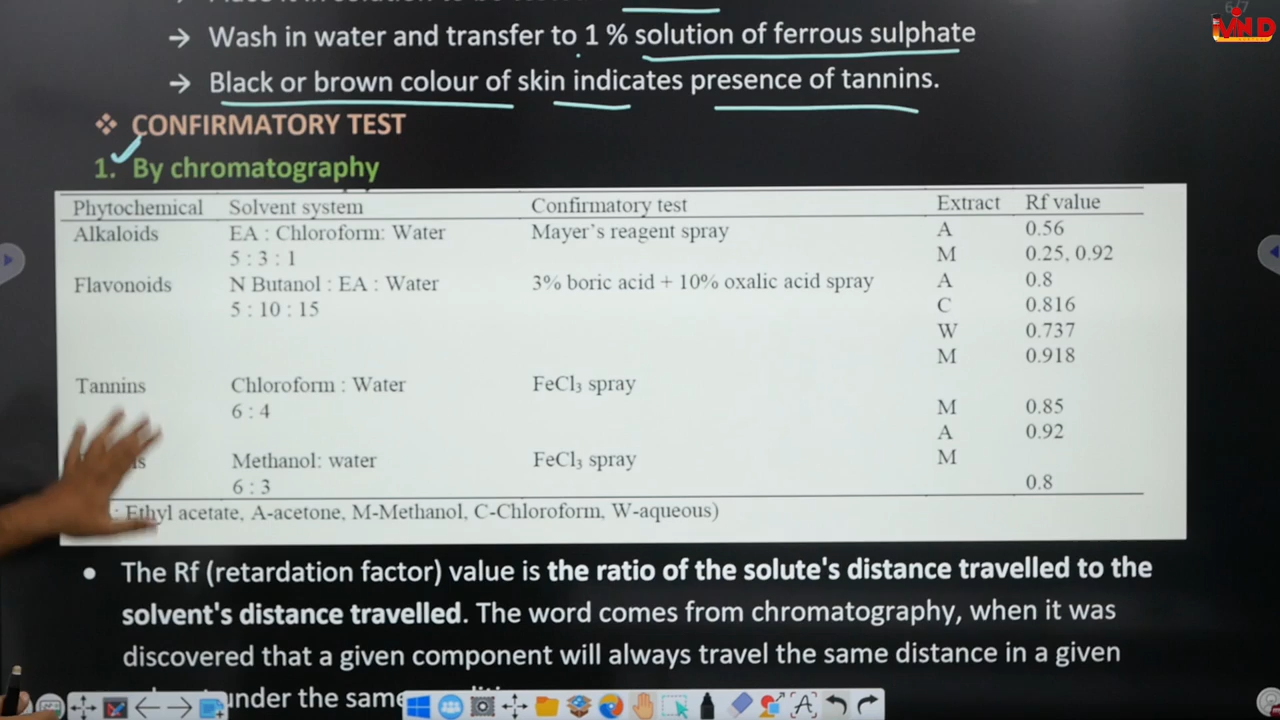 6/7
MND
→ Wash in water and transfer to 1 % solution of ferrous sulphate
→ Black or brown colour of skin indicates presence of tannins.
❖ CONFIRMATORY TEST
1. By chromatography
Phytochemical Solvent system Confirmatory test Extract Rf value
Alkaloids EA : Chloroform: Water Mayer's reagent spray A 0.56
5 : 3 : 1 M 0.25, 0.92
Flavonoids N Butanol : EA : Water 3% boric acid + 10% oxalic acid spray A 0.8
5 : 10 : 15 C 0.816
W 0.737
M 0.918
Tannins Chloroform : Water FeCl₃ spray
6 : 4 M 0.85
A 0.92
Methanol: water FeCl₃ spray M
6 : 3 0.8
: Ethyl acetate, A-acetone, M-Methanol, C-Chloroform, W-aqueous)
• The Rf (retardation factor) value is the ratio of the solute's distance travelled to the
solvent's distance travelled. The word comes from chromatography, when it was
discovered that a given component will always travel the same distance in a given
under the same